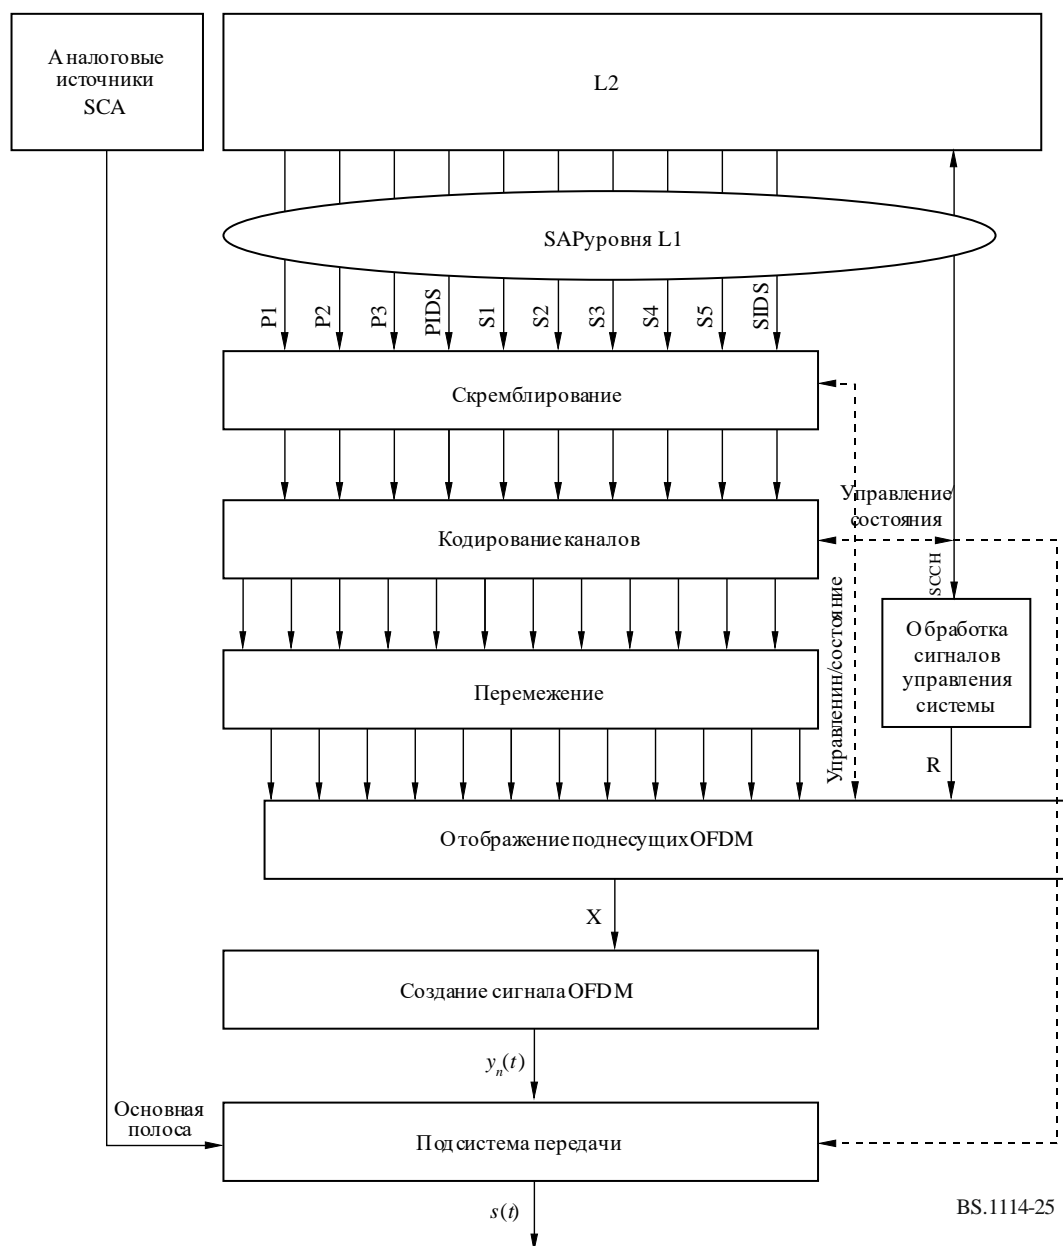 Аналоговые
источники
SCA
L2
SAPуровня L1
P1
P2
P3
PIDS
S1
S2
S3
S4
S5
SIDS
Скремблирование
Управление/
состояния
Кодирование каналов
SCCH
Управленин/состояние
Обработка
сигналов
управления
системы
Перемежение
R
Отображение поднесущих OFDM
X
Создание сигнала OFDM
yn(t)
Основная
полоса
Подсистема передачи
s(t)
BS.1114-25